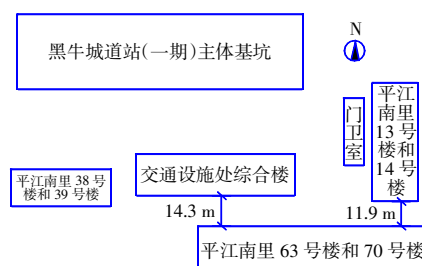 黑牛城道站(一期)主体基坑
N
门
卫
室
平江
南里
13 号
楼和
14 号
楼
平江南里 38 号
楼和 39 号楼
交通设施处综合楼
14.3 m
11.9 m
平江南里 63 号楼和 70 号楼